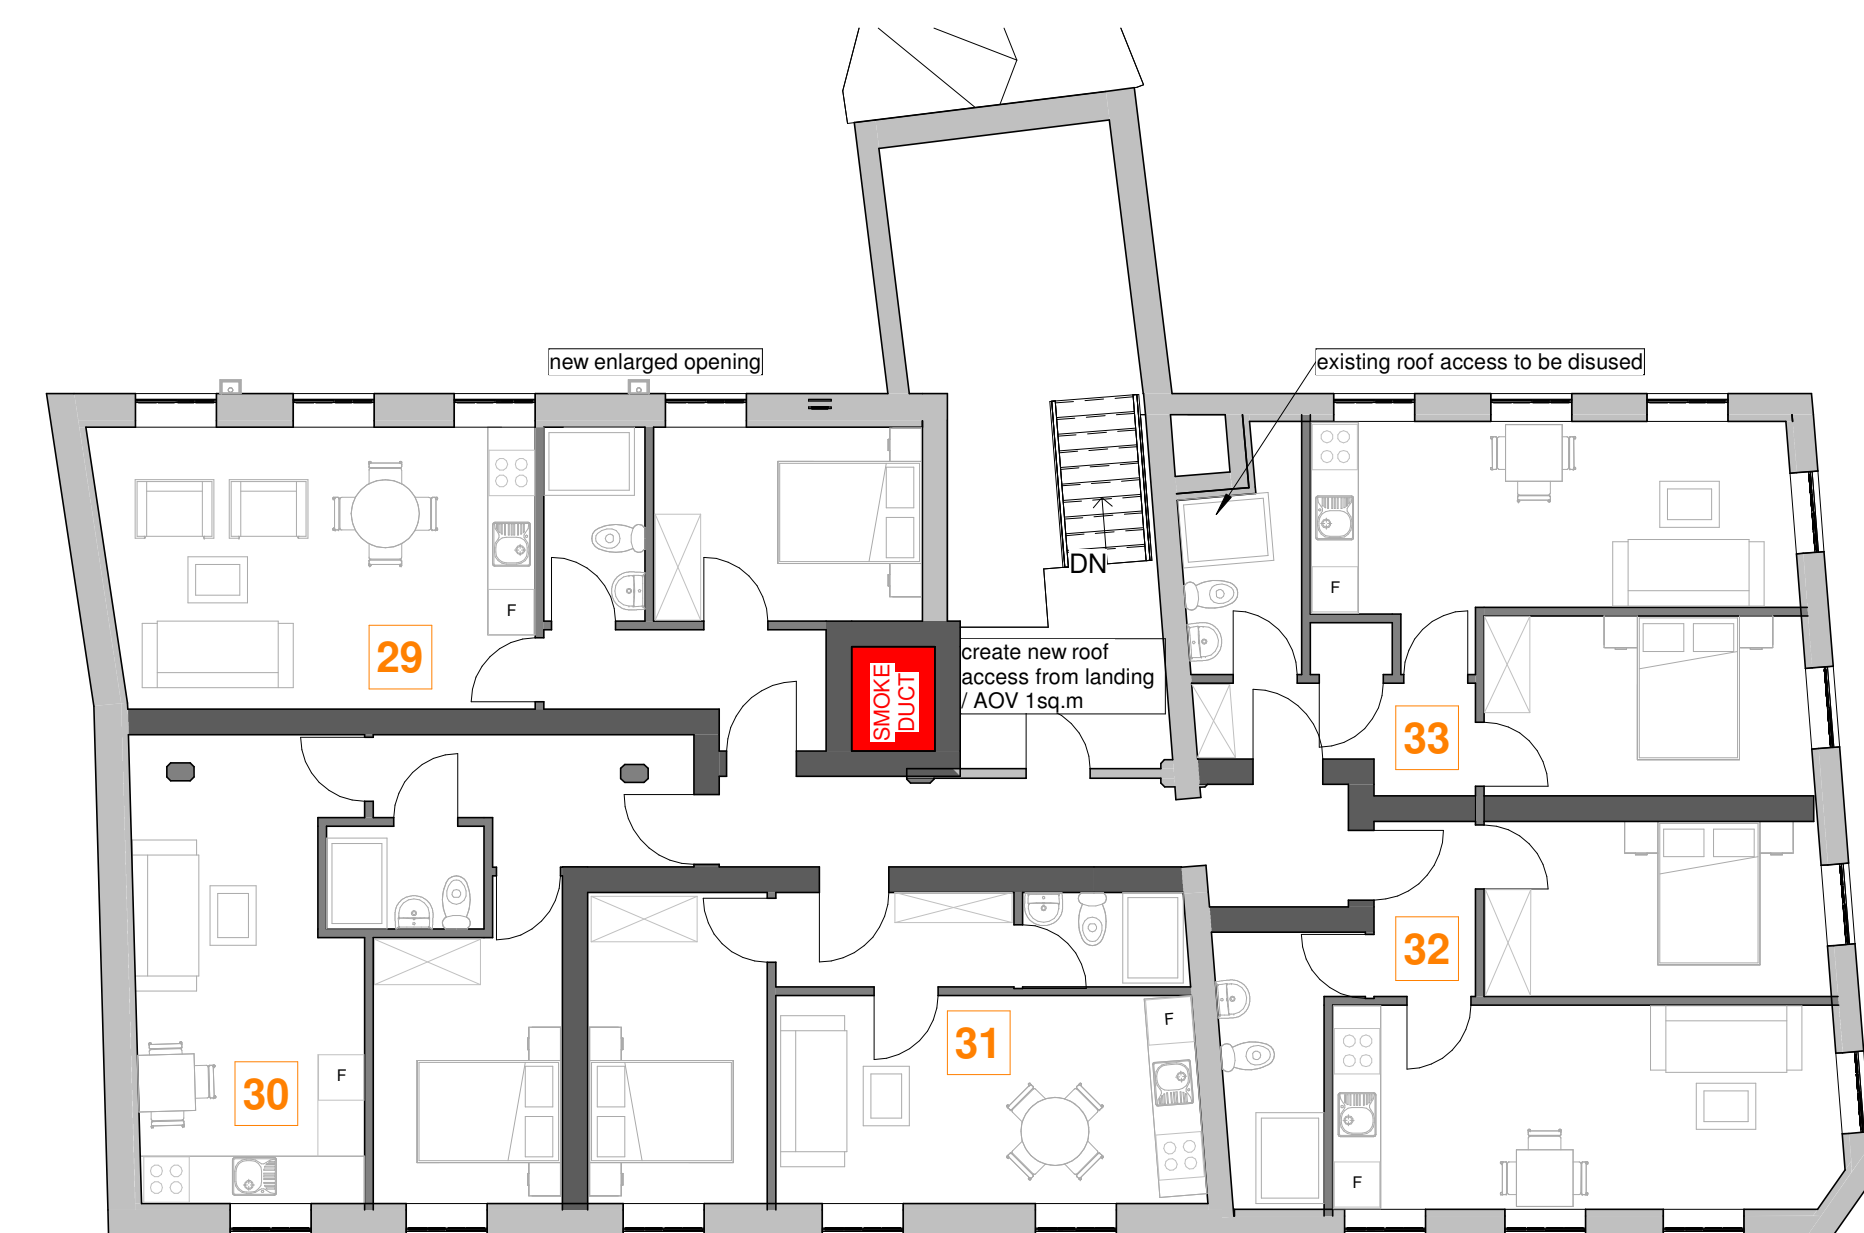 new enlarged opening
existing roof access to be disused
DN
F
F
29
create new roof
access from landing
/ AOV 1sq.m
SMOKE
DUCT
33
32
31
F
30
F
F